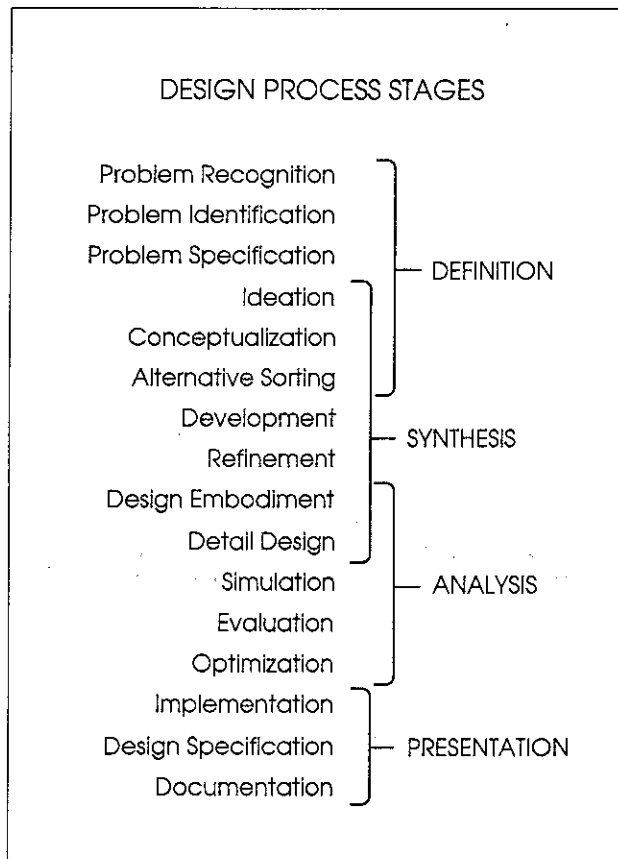 DESIGN PROCESS STAGES
Problem Recognition
Problem Identification
Problem Specification
DEFINITION
Ideation
Conceptualization
Alternative Sorting
Development
SYNTHESIS
Refinement
Design Embodiment
Detail Design
Simulation
ANALYSIS
Evaluation
Optimization
Implementation
Design Specification
PRESENTATION
Documentation